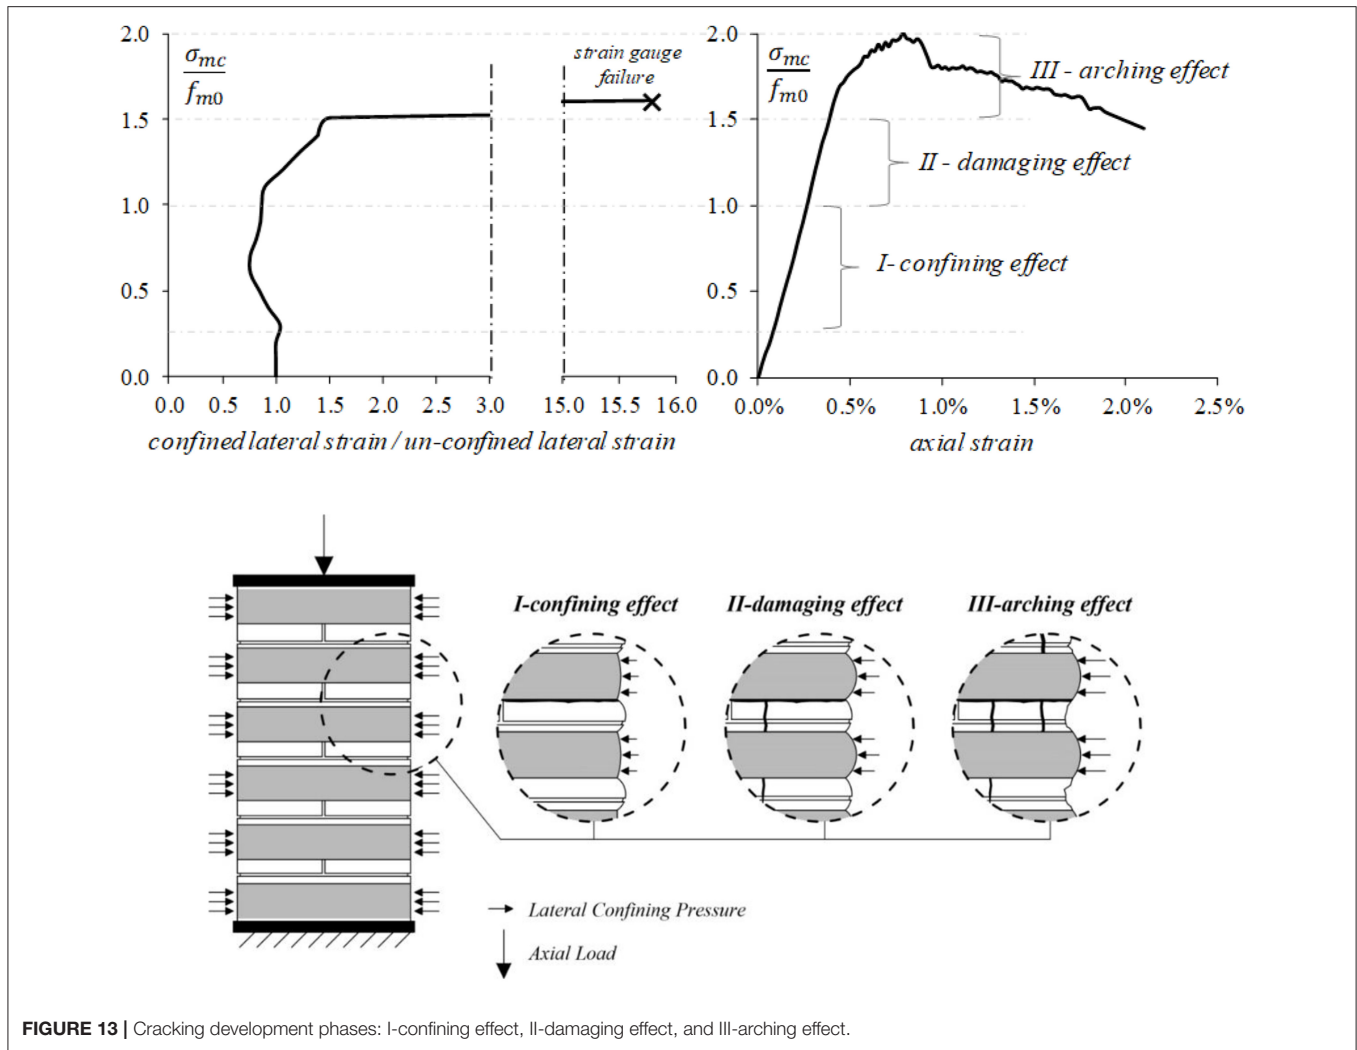 2.0
1.5
1.0
0.5
0.0
σmc
fm0
strain gauge
failure
0.0 0.5 1.0 1.5 2.0 2.5 3.0 15.0 15.5 16.0
confined lateral strain / un-confined lateral strain
2.0
1.5
1.0
0.5
0.0
σmc
fm0
III - arching effect
II - damaging effect
I- confining effect
0.0% 0.5% 1.0% 1.5% 2.0% 2.5%
axial strain
I-confining effect
II-damaging effect
III-arching effect
Lateral Confining Pressure
Axial Load
FIGURE 13 | Cracking development phases: I-confining effect, II-damaging effect, and III-arching effect.